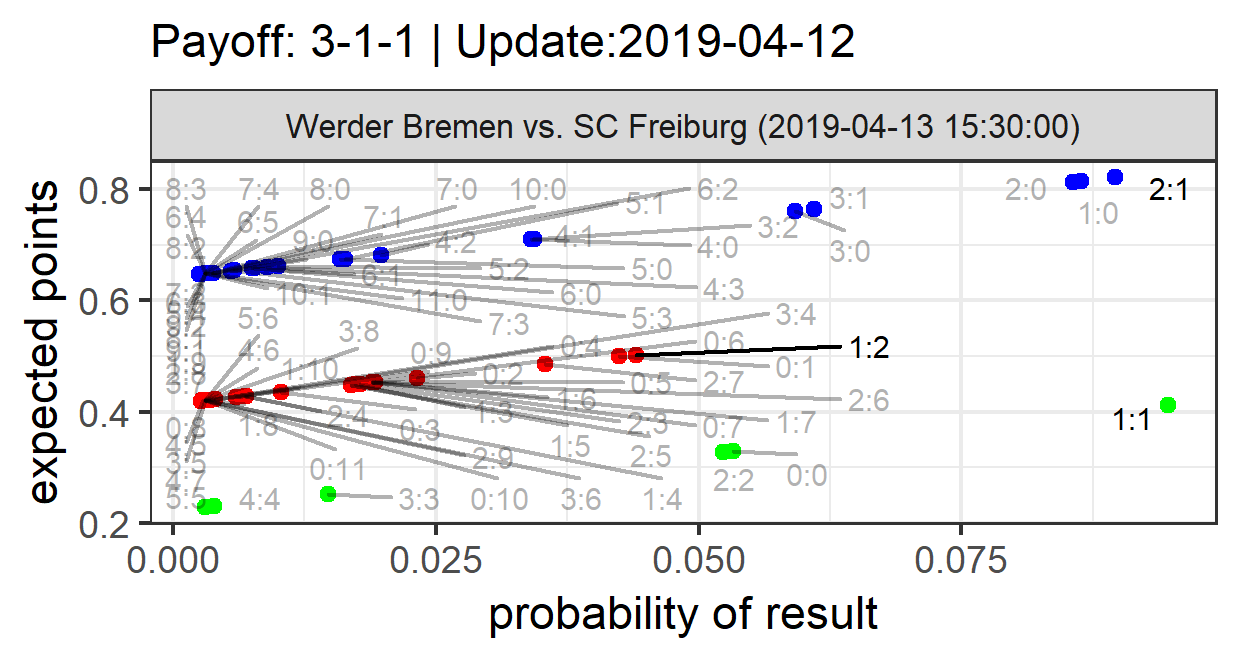 Payoff: 3-1-1 | Update:2019-04-12
Werder Bremen vs. SC Freiburg (2019-04-13 15:30:00)
expected points
0.8
0.6
0.4
0.2
8:3 7:4 8:0 7:0 10:0 6:2 3:1 2:0 2:1
6:4 6:5 7:1 5:1 1:0
9:0 4:2 4:1 3:2
8:2 4:0 3:0
6:1 5:2 5:0
10:1 11:0 6:0 4:3
5:6 3:8 7:3 5:3 3:4
4:6 0:9 0:4 0:6 1:2
1:10 0:2 0:5 2:7 0:1
1:6 2:6
0:8 1:8 2:4 1:3 2:3 0:7 1:7 1:1
4:5 0:3 1:5
3:5 0:11 2:9 2:5
4:7 2:2 0:0
5:5 4:4 3:3 0:10 3:6 1:4
0.000 0.025 0.050 0.075
probability of result